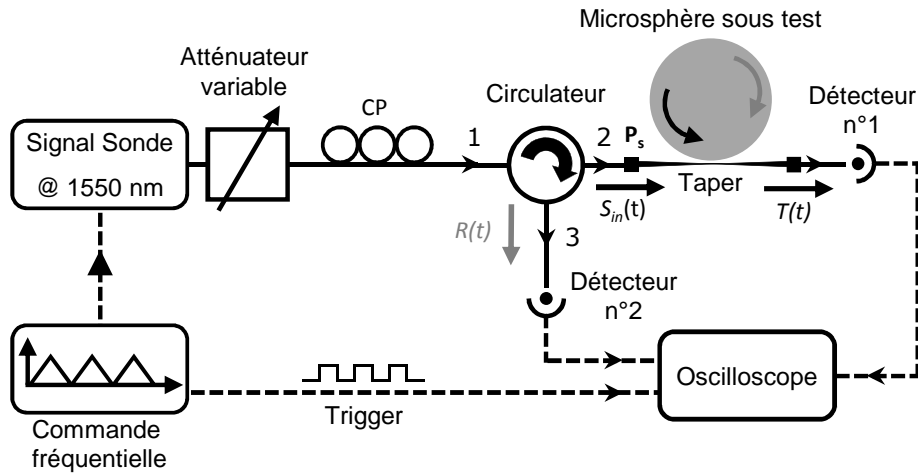 Microsphère sous test
Atténuateur
variable
CP
Circulateur
Détecteur
n°1
Signal Sonde
@ 1550 nm
1
2
Ps
Taper
Sin(t)
T(t)
R(t)
3
Détecteur
n°2
Oscilloscope
Trigger
Commande
fréquentielle